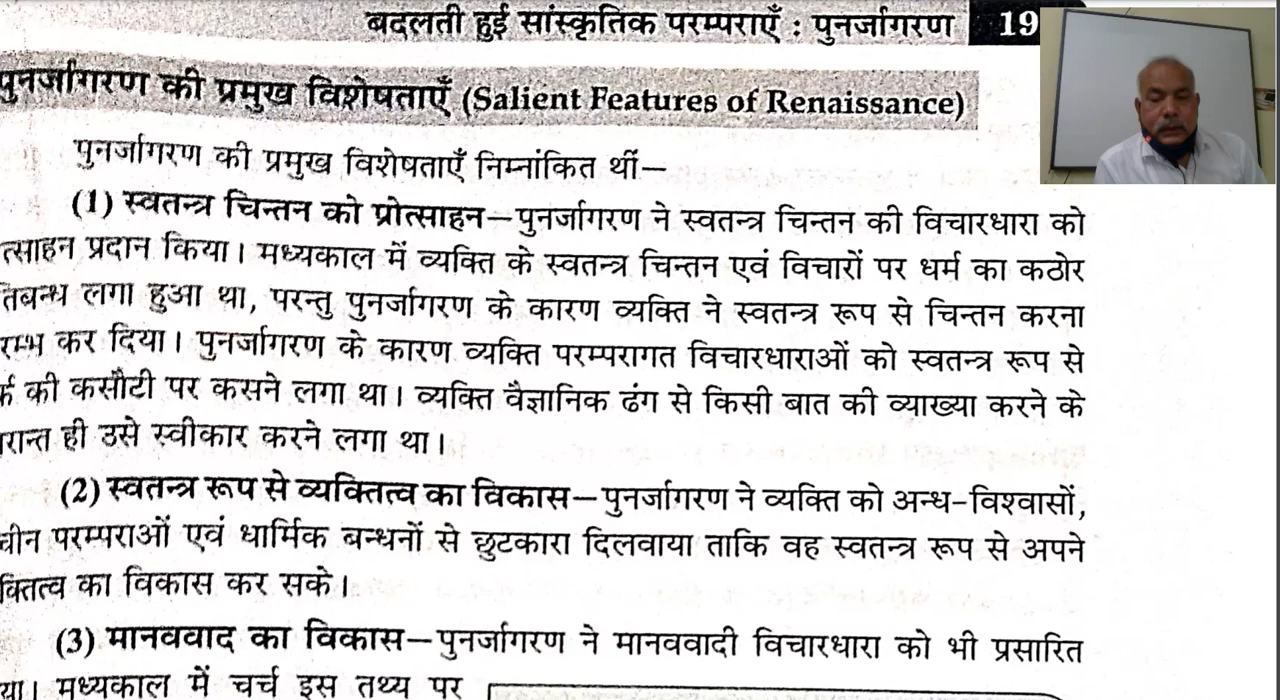 बदलती हुई सांस्कृतिक परम्पराएँ : पुनर्जागरण 19
पुनर्जागरण की प्रमुख विशेषताएँ (Salient Features of Renaissance)
पुनर्जागरण की प्रमुख विशेषताएँ निम्नांकित थीं—
(1) स्वतन्त्र चिन्तन को प्रोत्साहन—पुनर्जागरण ने स्वतन्त्र चिन्तन की विचारधारा को
त्साहन प्रदान किया। मध्यकाल में व्यक्ति के स्वतन्त्र चिन्तन एवं विचारों पर धर्म का कठोर
तिबन्ध लगा हुआ था, परन्तु पुनर्जागरण के कारण व्यक्ति ने स्वतन्त्र रूप से चिन्तन करना
रम्भ कर दिया। पुनर्जागरण के कारण व्यक्ति परम्परागत विचारधाराओं को स्वतन्त्र रूप से
र्क की कसौटी पर कसने लगा था। व्यक्ति वैज्ञानिक ढंग से किसी बात की व्याख्या करने के
परान्त ही उसे स्वीकार करने लगा था।
(2) स्वतन्त्र रूप से व्यक्तित्व का विकास—पुनर्जागरण ने व्यक्ति को अन्ध-विश्वासों,
चीन परम्पराओं एवं धार्मिक बन्धनों से छुटकारा दिलवाया ताकि वह स्वतन्त्र रूप से अपने
क्तित्व का विकास कर सके।
(3) मानववाद का विकास—पुनर्जागरण ने मानववादी विचारधारा को भी प्रसारित
या। मध्यकाल में चर्च इस तथ्य पर